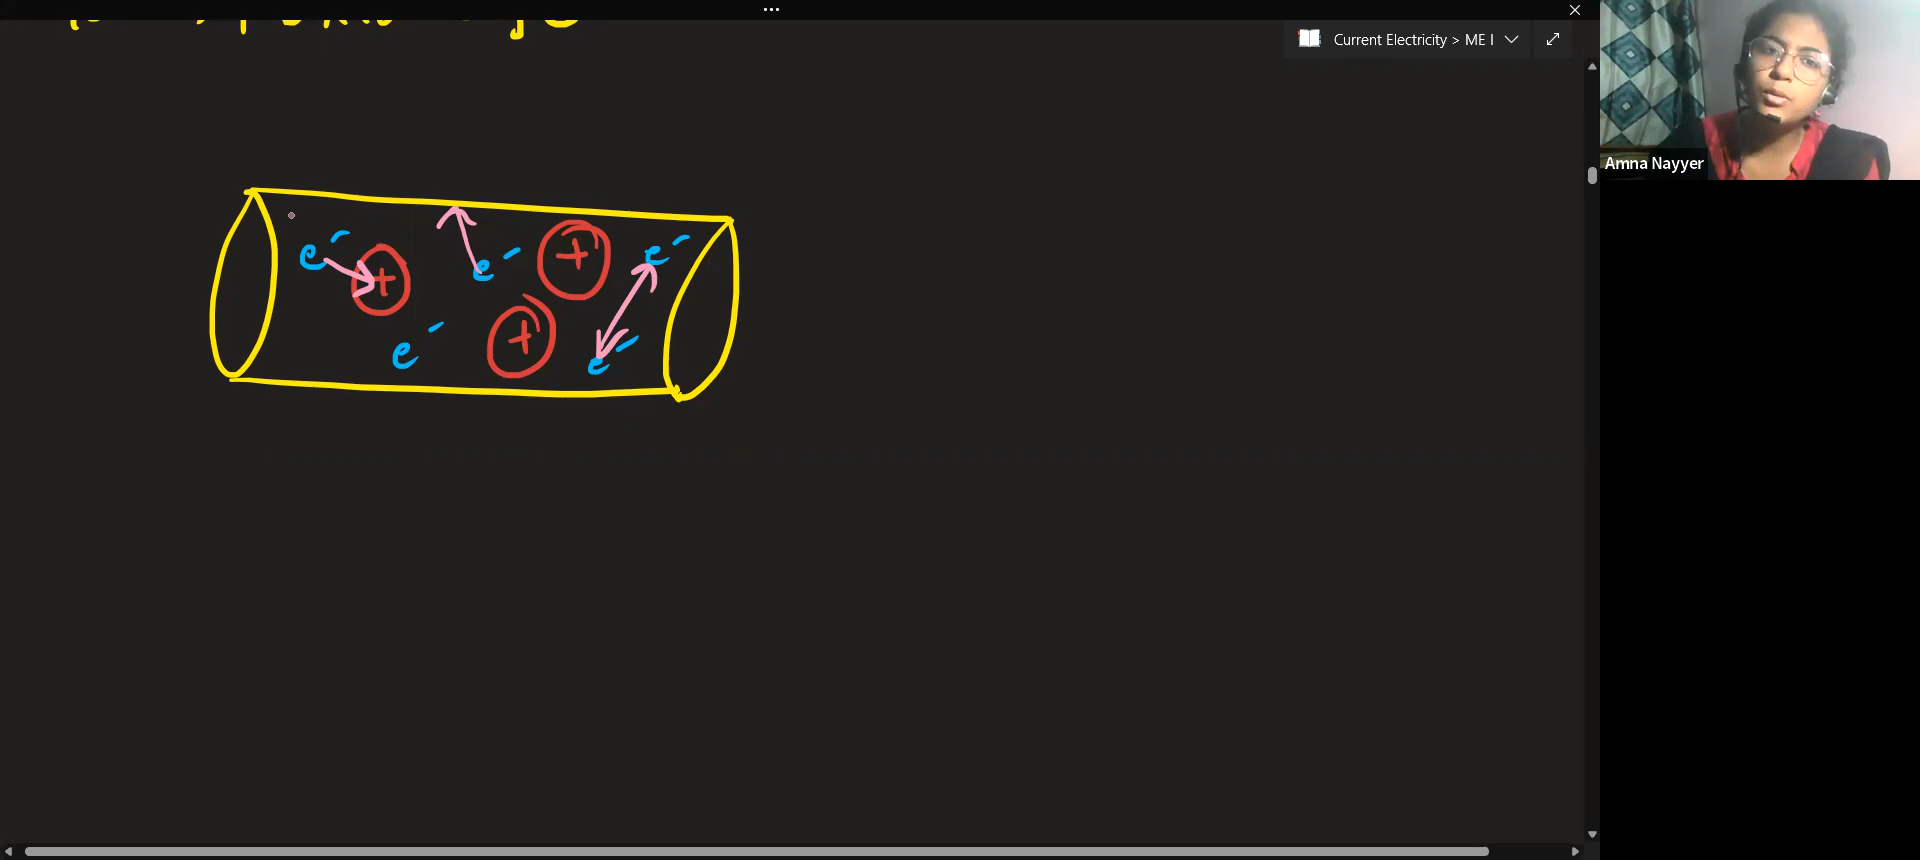 Current Electricity > ME I
Amna Nayyer
e⁻ + e⁻ + e⁻
e⁻ + e⁻